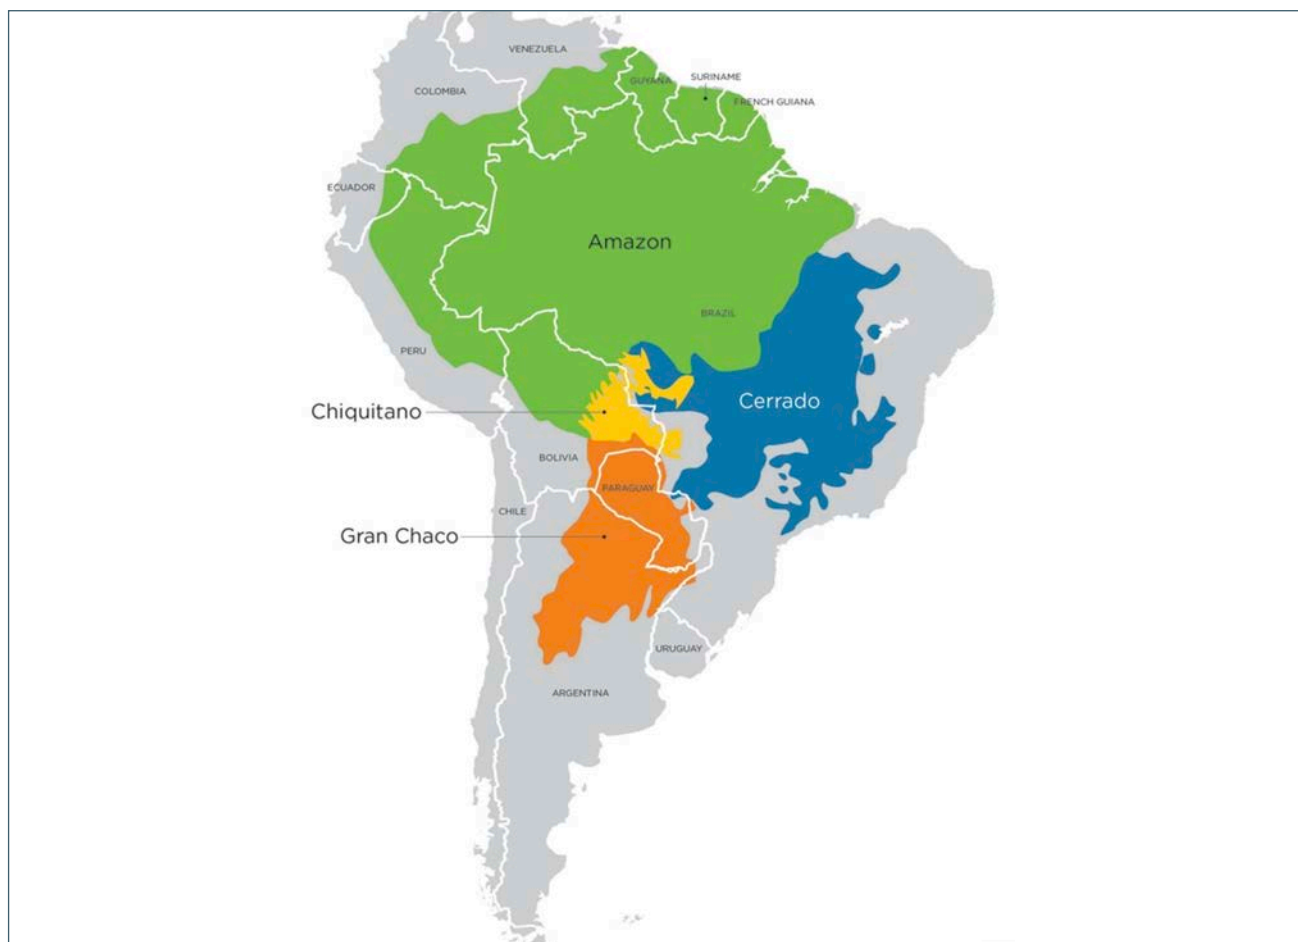 VENEZUELA
GUYANA
SURINAME
COLOMBIA
FRENCH GUIANA
ECUADOR
Amazon
BRAZIL
PERU
Chiquitano
Cerrado
BOLIVIA
PARAGUAY
CHILE
Gran Chaco
URUGUAY
ARGENTINA